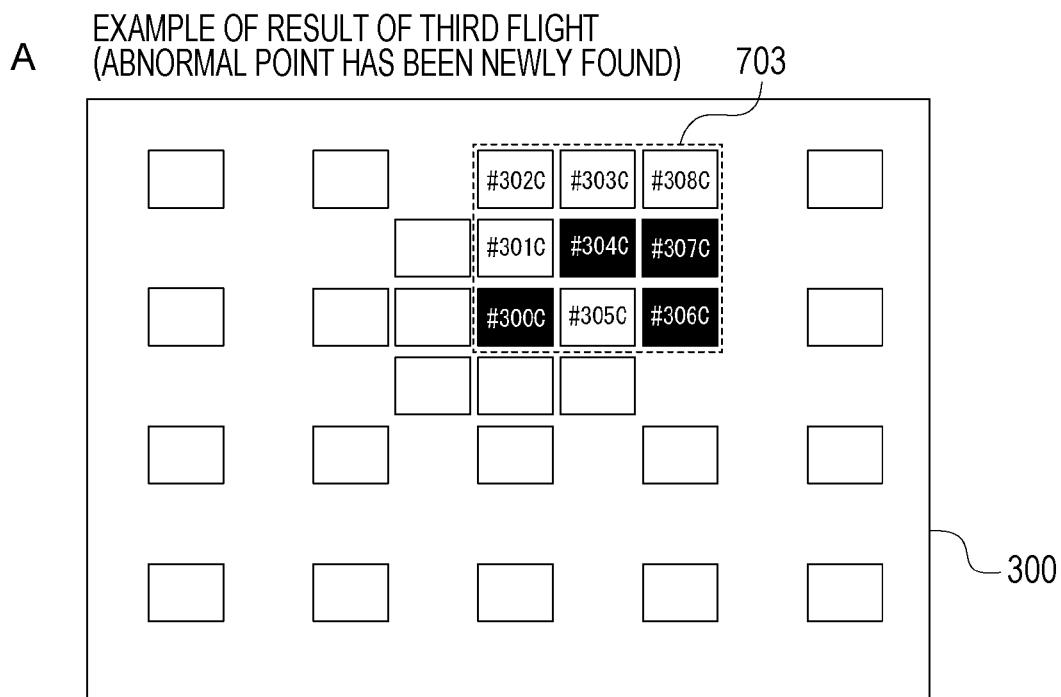 A
EXAMPLE OF RESULT OF THIRD FLIGHT
(ABNORMAL POINT HAS BEEN NEWLY FOUND)
703
#302C #303C #308C
#301C #304C #307C
#300C #305C #306C
300